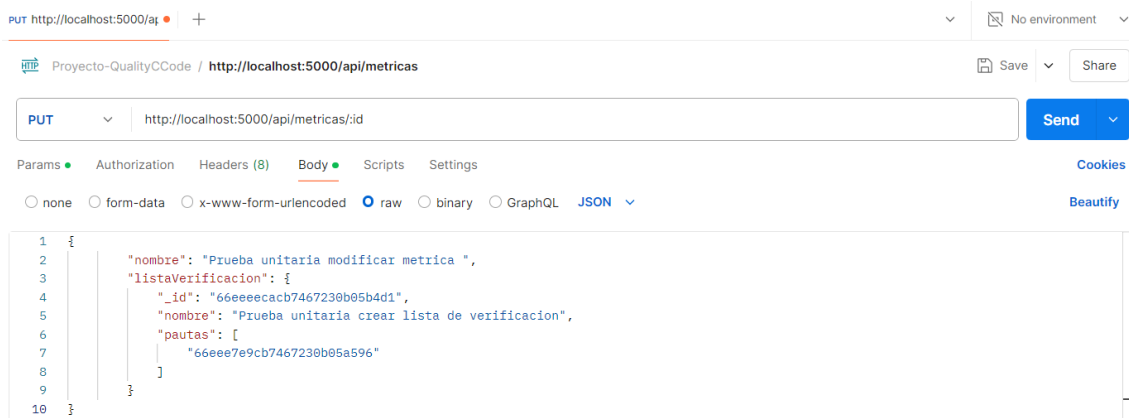 PUT http://localhost:5000/ap
No environment
Proyecto-QualityCCode / http://localhost:5000/api/metricas
Save
Share
PUT
http://localhost:5000/api/metricas/:id
Send
Params Authorization Headers (8) Body Scripts Settings
Cookies
none form-data x-www-form-urlencoded raw binary GraphQL JSON
Beautify
1 {
2 "nombre": "Prueba unitaria modificar metrica ",
3 "listaVerificacion": {
4 "_id": "66eeeecacb7467230b05b4d1",
5 "nombre": "Prueba unitaria crear lista de verificacion",
6 "pautas": [
7 "66eee7e9cb7467230b05a596"
8 ]
9 }
10 }